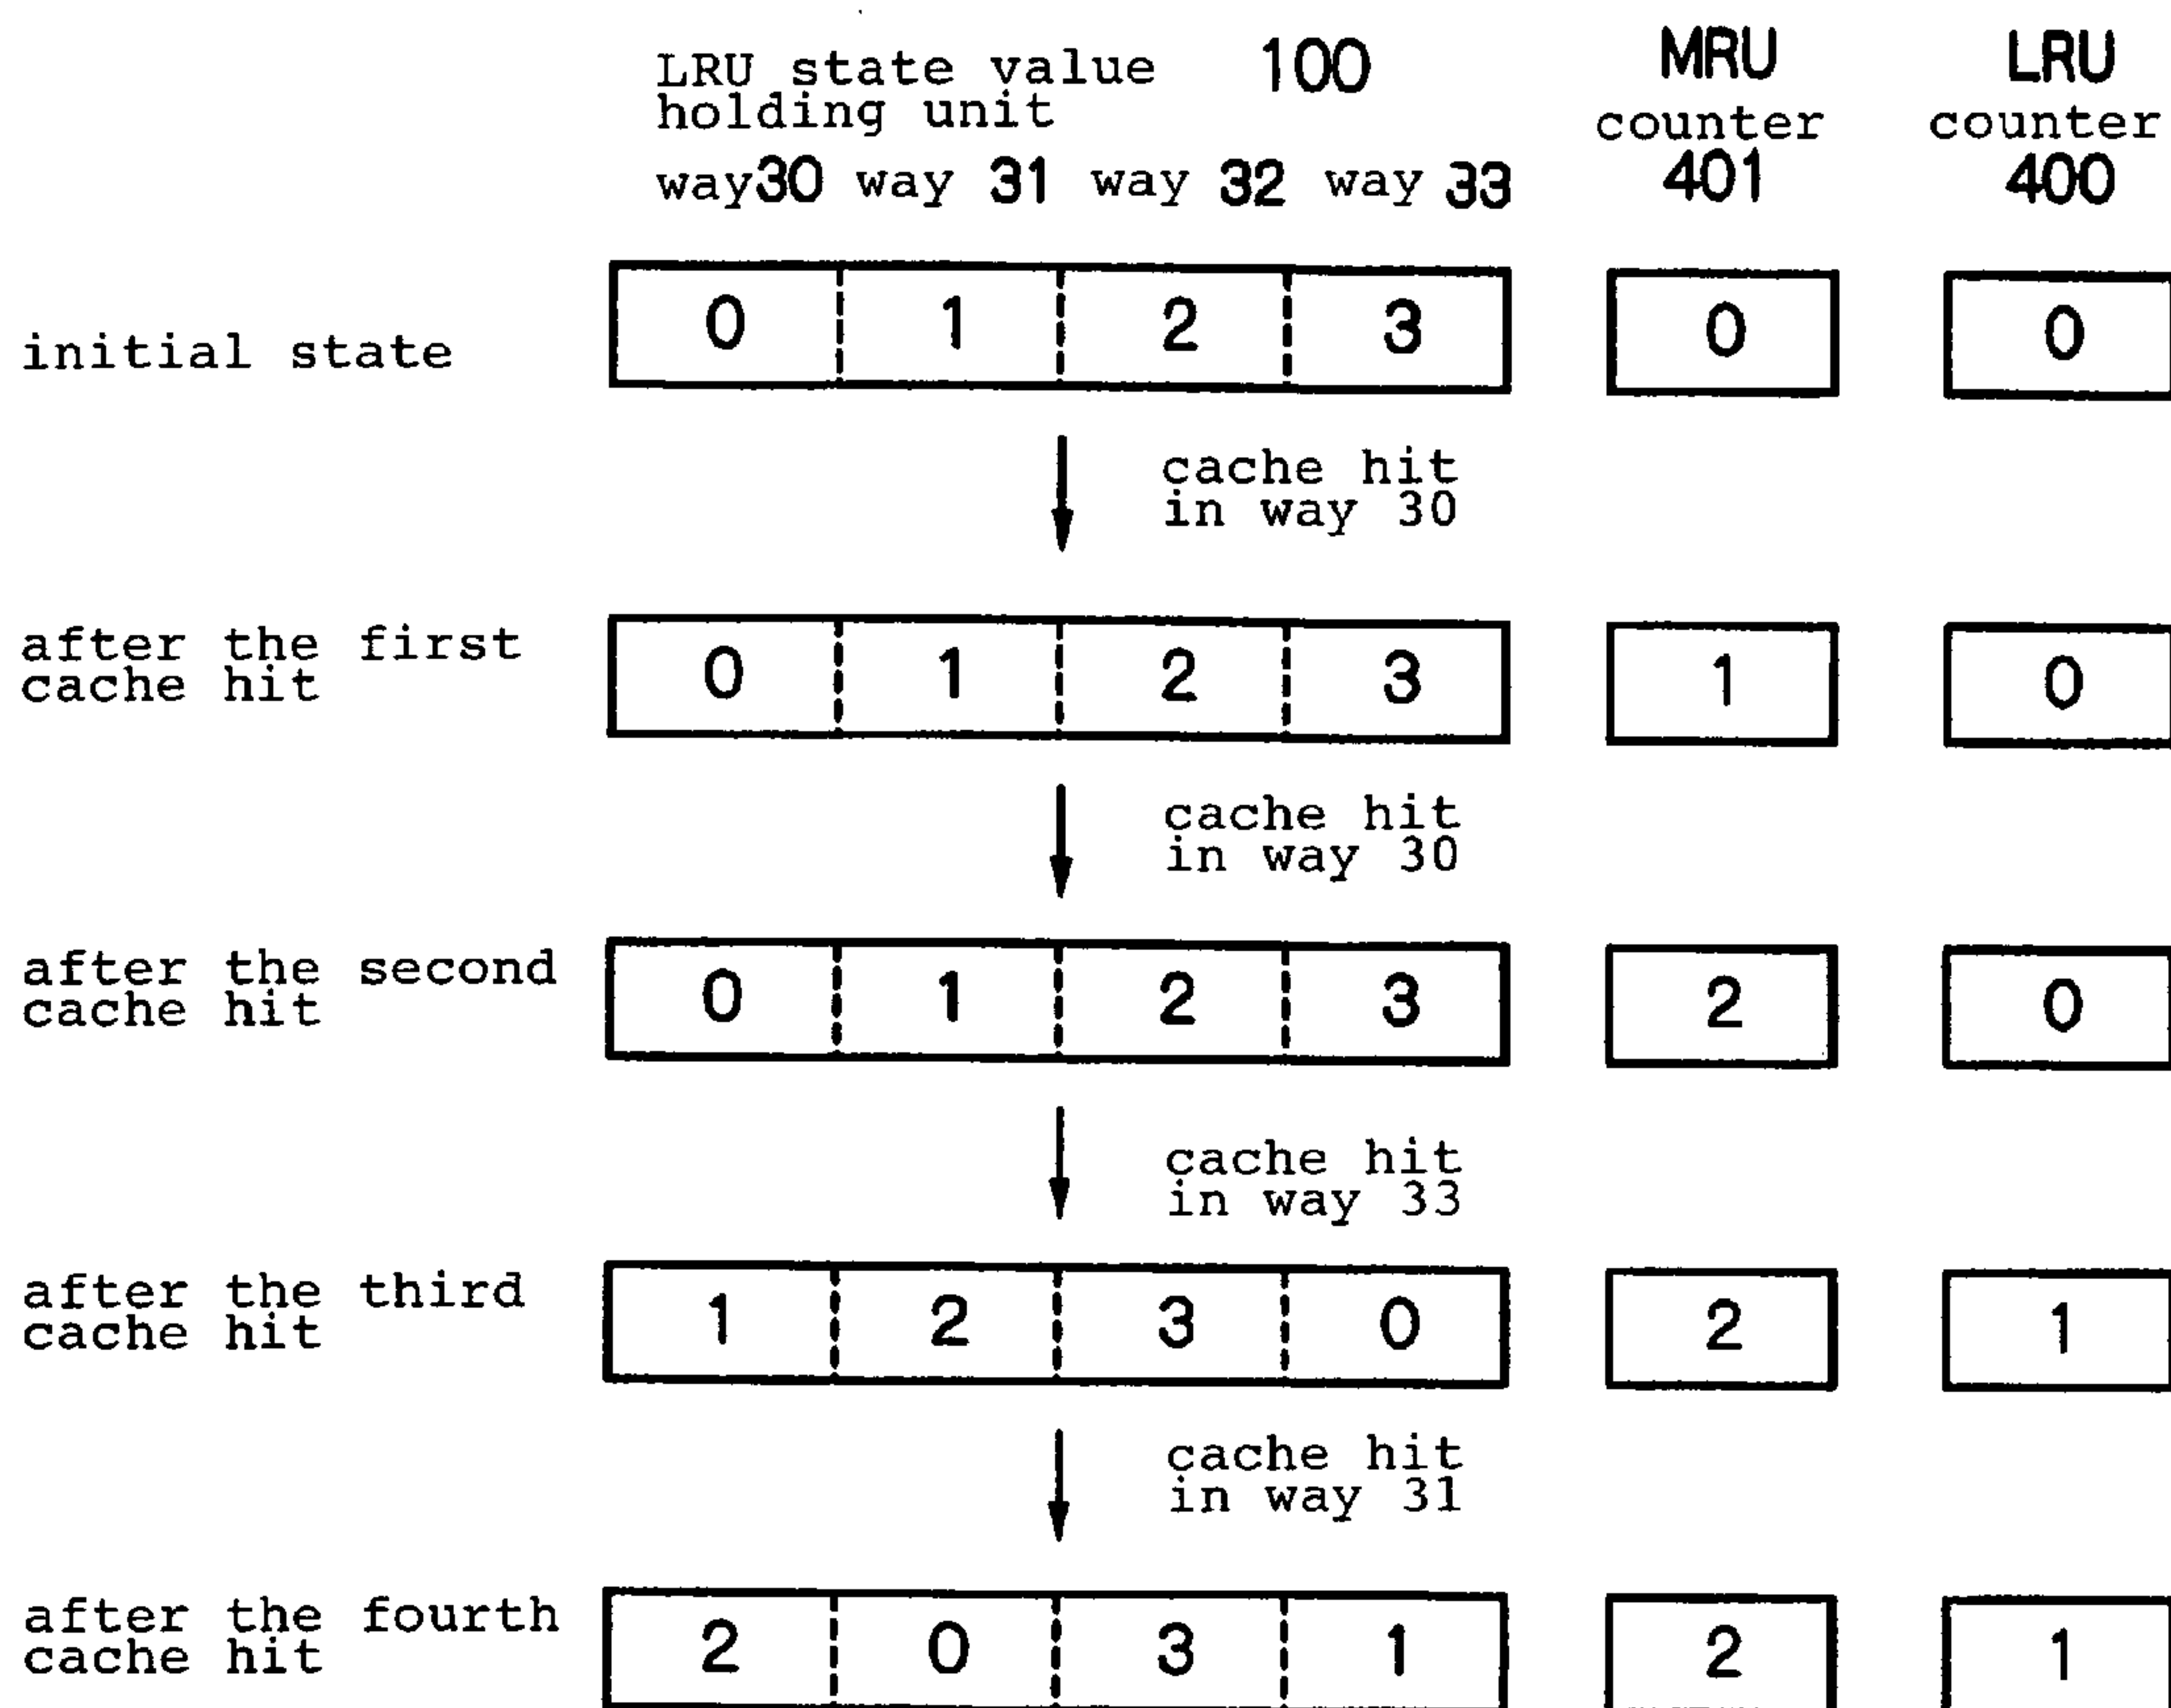 LRU state value 100 MRU LRU
holding unit counter counter
way30 way 31 way 32 way 33 401 400
initial state 0 1 2 3 0 0
cache hit
in way 30
after the first
cache hit 0 1 2 3 1 0
cache hit
in way 30
after the second
cache hit 0 1 2 3 2 0
cache hit
in way 33
after the third
cache hit 1 2 3 0 2 1
cache hit
in way 31
after the fourth
cache hit 2 0 3 1 2 1